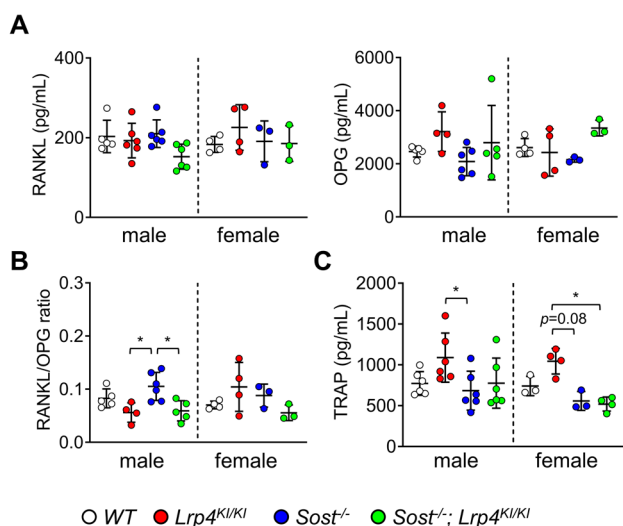 A
RANKL (pg/mL)
400
200
0
male
female
OPG (pg/mL)
6000
4000
2000
0
male
female
B
RANKL/OPG ratio
0.3
0.2
0.1
0.0
* *
male
female
C
TRAP (pg/mL)
2000
1500
1000
500
0
*
*
p=0.08
male
female
WT Lrp4KI/KI Sost-/- Sost-/-; Lrp4KI/KI